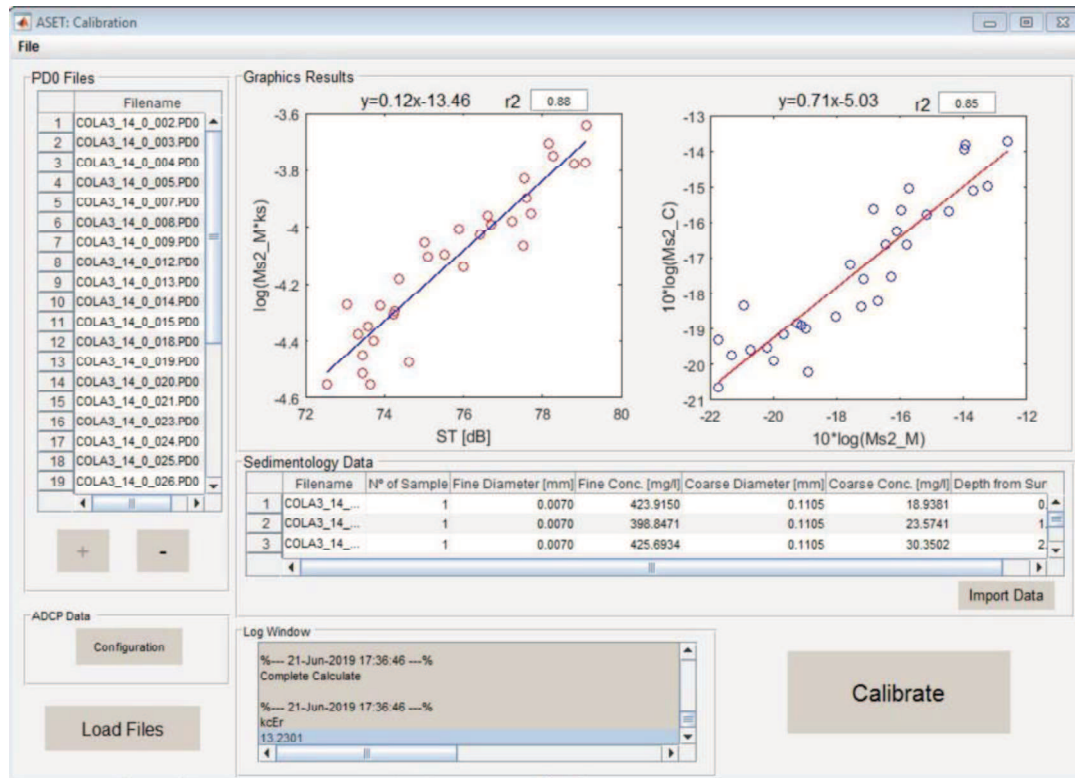 ASET: Calibration
File
PD0 Files
Filename
1 COLA3_14_0_002.PD0
2 COLA3_14_0_003.PD0
3 COLA3_14_0_004.PD0
4 COLA3_14_0_005.PD0
5 COLA3_14_0_007.PD0
6 COLA3_14_0_008.PD0
7 COLA3_14_0_009.PD0
8 COLA3_14_0_012.PD0
9 COLA3_14_0_013.PD0
10 COLA3_14_0_014.PD0
11 COLA3_14_0_015.PD0
12 COLA3_14_0_018.PD0
13 COLA3_14_0_019.PD0
14 COLA3_14_0_020.PD0
15 COLA3_14_0_021.PD0
16 COLA3_14_0_023.PD0
17 COLA3_14_0_024.PD0
18 COLA3_14_0_025.PD0
19 COLA3_14_0_026.PD0
+ -
ADCP Data
Configuration
Load Files
Graphics Results
y=0.12x-13.46 r2 0.88
-3.6
-3.8
-4
-4.2
-4.4
-4.6
log(Ms2_M*ks)
72 74 76 78 80
ST [dB]
y=0.71x-5.03 r2 0.85
-13
-14
-15
-16
-17
-18
-19
-20
-21
10*log(Ms2_C)
-22 -20 -18 -16 -14 -12
10*log(Ms2_M)
Sedimentology Data
Filename Nº of Sample Fine Diameter [mm] Fine Conc. [mg/l] Coarse Diameter [mm] Coarse Conc. [mg/l] Depth from Sur
1 COLA3_14_... 1 0.0070 423.9150 0.1105 18.9381 0.
2 COLA3_14_... 1 0.0070 398.8471 0.1105 23.5741 1.
3 COLA3_14_... 1 0.0070 425.6934 0.1105 30.3502 2.
Import Data
Log Window
%--- 21-Jun-2019 17:36:46 ---%
Complete Calculate
%--- 21-Jun-2019 17:36:46 ---%
kcEr
13.2301
Calibrate